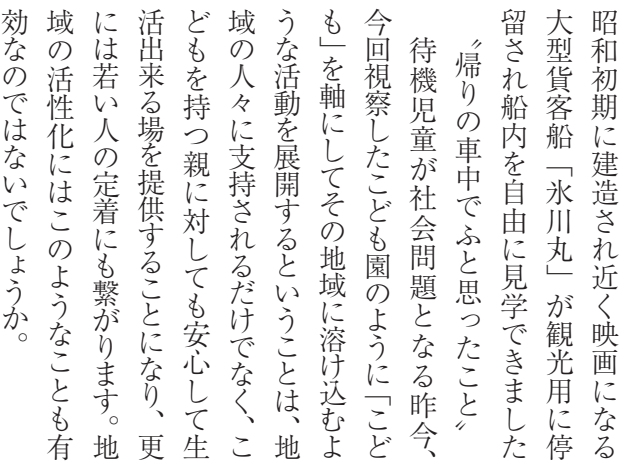 昭和初期に建造され近く映画になる
大型貨客船「氷川丸」が観光用に停
留され船内を自由に見学できました
〝帰りの車中でふと思ったこと〟
待機児童が社会問題となる昨今、
今回視察したこども園のように「こど
も」を軸にしてその地域に溶け込むよ
うな活動を展開するということは、地
域の人々に支持されるだけでなく、こ
どもを持つ親に対しても安心して生
活出来る場を提供することになり、更
には若い人の定着にも繋がります。地
域の活性化にはこのようなことも有
効なのではないでしょうか。